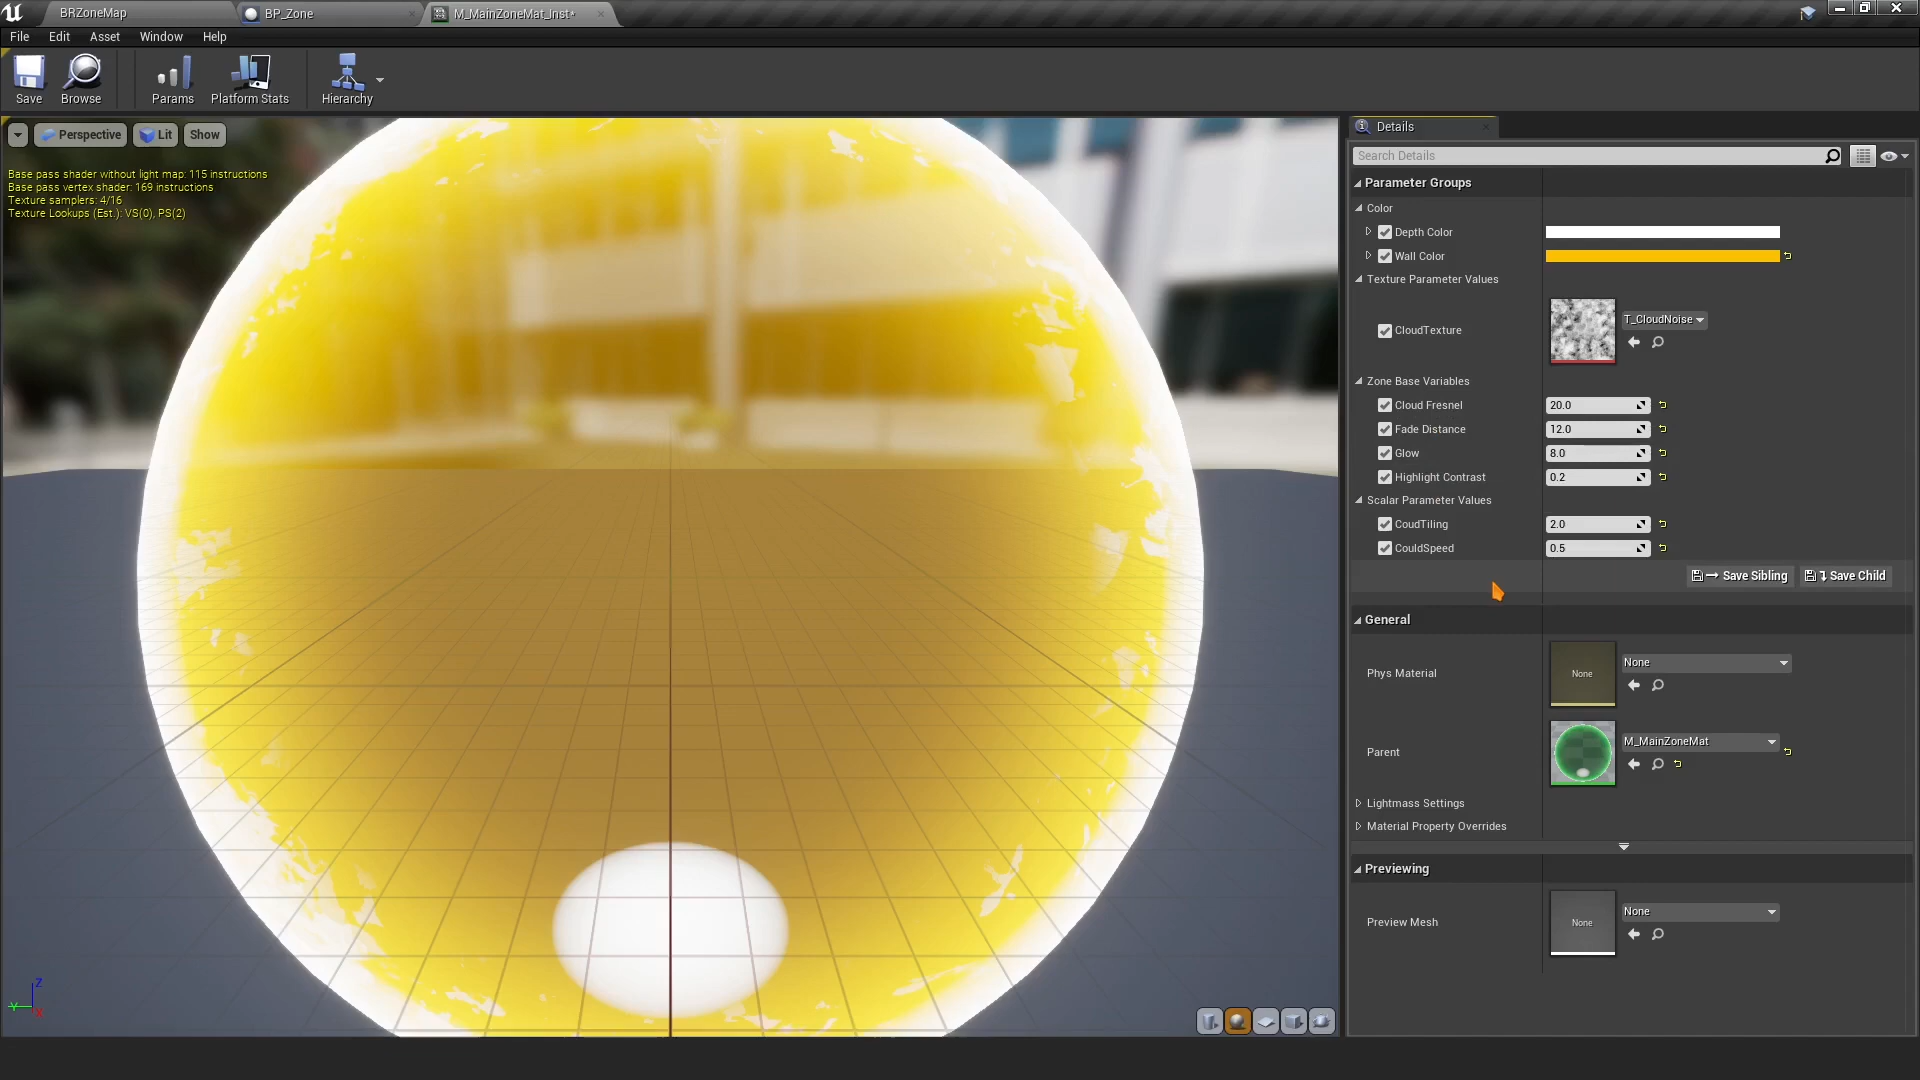 BRZoneMap
BP_Zone
M_MainZoneMat_Inst*
File Edit Asset Window Help
Save Browse Params Platform Stats Hierarchy
Perspective Lit Show
Base pass shader without light map: 115 instructions
Base pass vertex shader: 169 instructions
Texture samplers: 4/16
Texture Lookups (Est.): VS(0), PS(2)
Z
Y
X
Details
Search Details
Parameter Groups
Color
Depth Color
Wall Color
Texture Parameter Values
CloudTexture T_CloudNoise
Zone Base Variables
Cloud Fresnel 20.0
Fade Distance 12.0
Glow 8.0
Highlight Contrast 0.2
Scalar Parameter Values
CoudTiling 2.0
CouldSpeed 0.5
Save Sibling Save Child
General
Phys Material None None
Parent M_MainZoneMat
Lightmass Settings
Material Property Overrides
Previewing
Preview Mesh None None